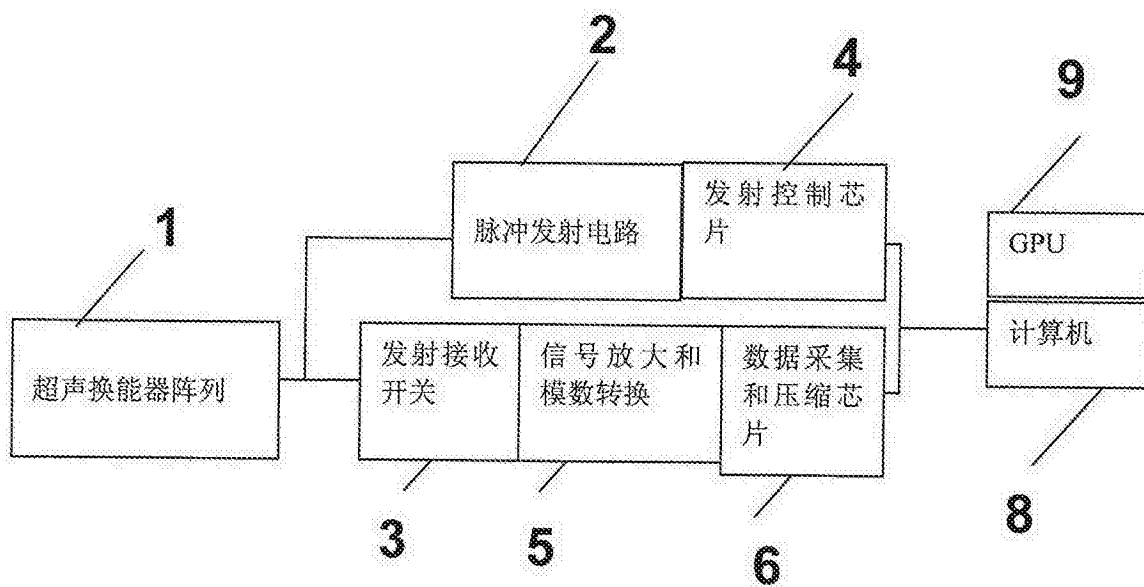 2
4
9
1
脉冲发射电路
发射控制芯
片
GPU
计算机
超声换能器阵列
发射接收
开关
信号放大和
模数转换
数据采集
和压缩芯
片
3
5
6
8